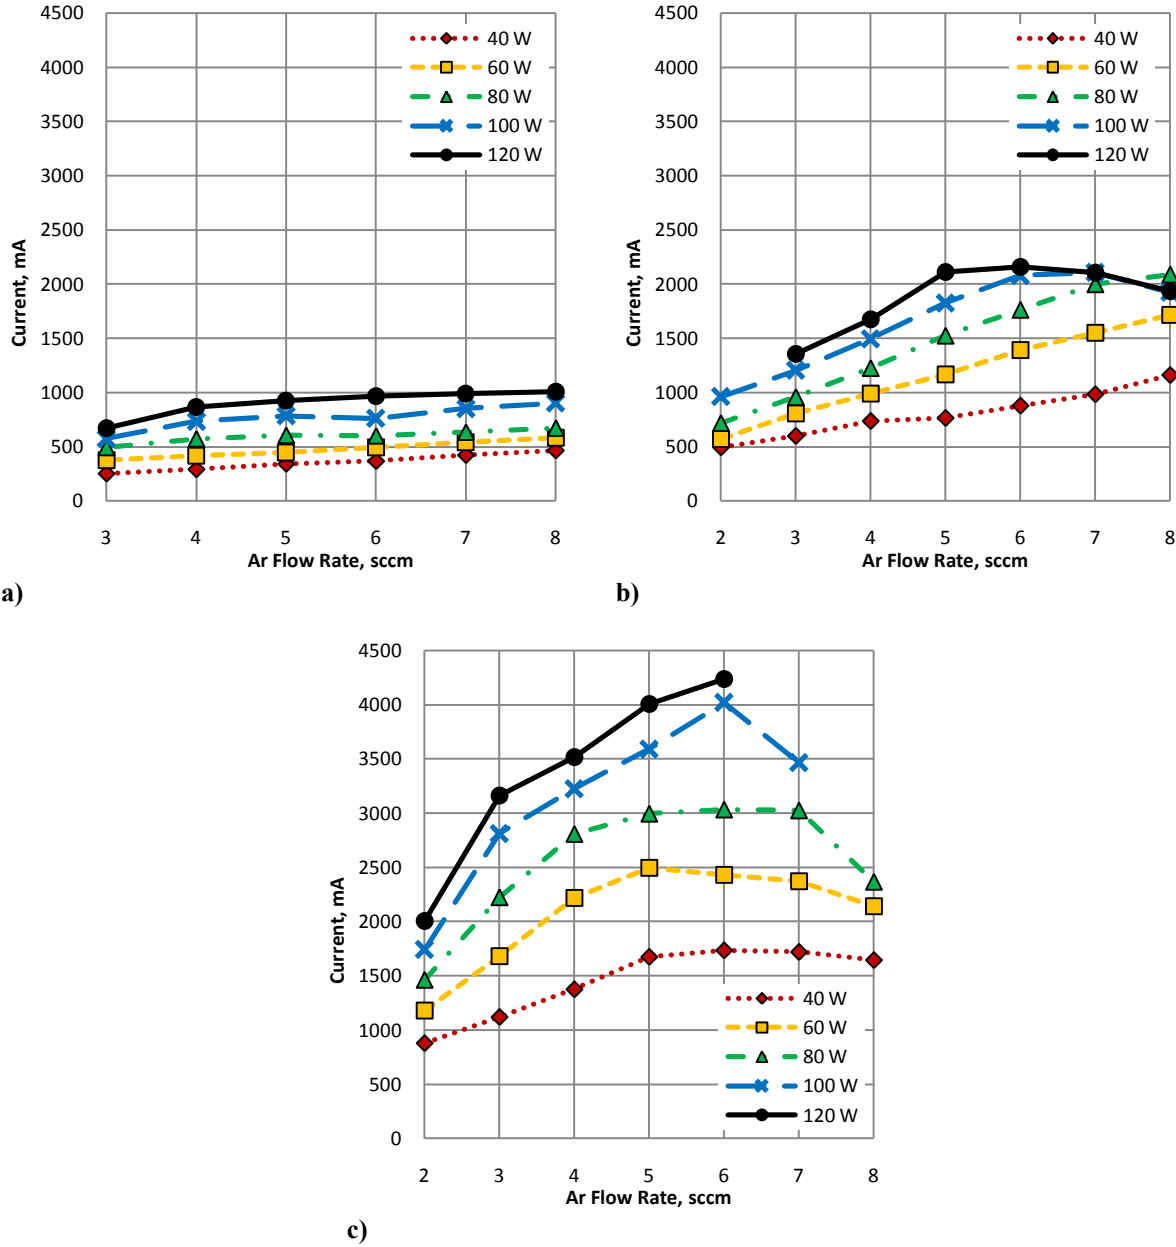 4500
4000
3500
3000
2500
2000
1500
1000
500
0
Current, mA
3 4 5 6 7 8
Ar Flow Rate, sccm
40 W
60 W
80 W
100 W
120 W
a)
4500
4000
3500
3000
2500
2000
1500
1000
500
0
Current, mA
2 3 4 5 6 7 8
Ar Flow Rate, sccm
40 W
60 W
80 W
100 W
120 W
b)
4500
4000
3500
3000
2500
2000
1500
1000
500
0
Current, mA
2 3 4 5 6 7 8
Ar Flow Rate, sccm
40 W
60 W
80 W
100 W
120 W
c)